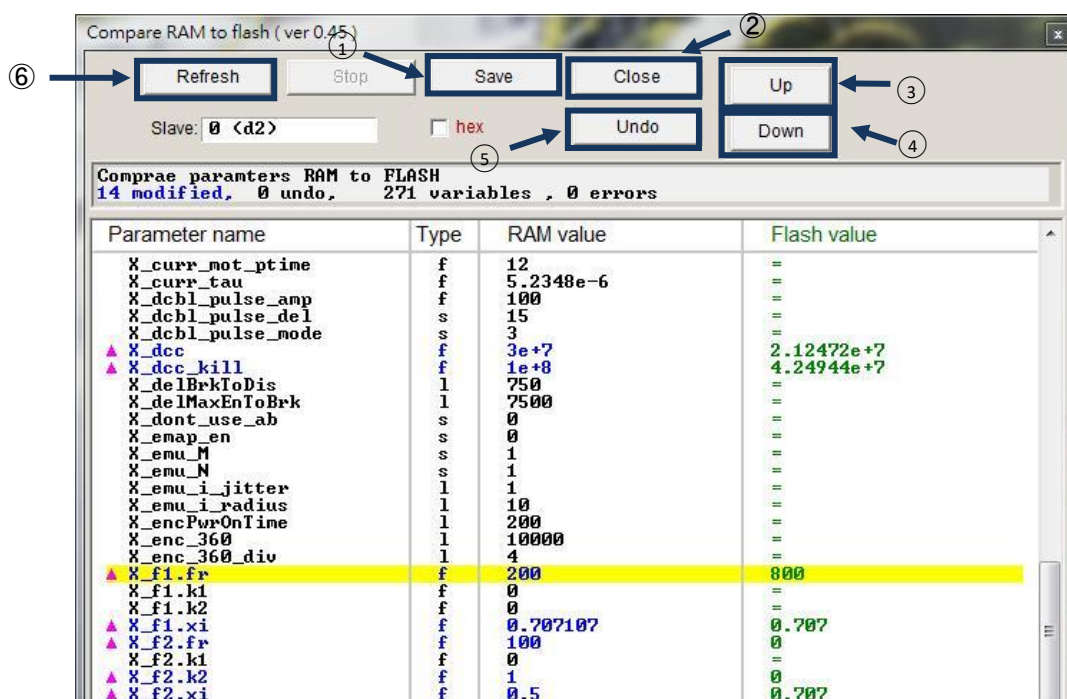 Compare RAM to flash ( ver 0.45 )
① ②
⑥ Refresh Stop Save Close Up ③
Slave: 0 (d2) hex Undo Down ④
⑤
Comprae paramters RAM to FLASH
14 modified, 0 undo, 271 variables , 0 errors
Parameter name Type RAM value Flash value
X_curr_mot_ptime f 12 =
X_curr_tau f 5.2348e-6 =
X_dcbl_pulse_amp f 100 =
X_dcbl_pulse_del s 15 =
X_dcbl_pulse_mode s 3 =
X_dcc f 3e+7 2.12472e+7
X_dcc_kill f 1e+8 4.24944e+7
X_delBrkToDis l 750 =
X_delMaxEnToBrk l 7500 =
X_dont_use_ab s 0 =
X_emap_en s 0 =
X_emu_M s 1 =
X_emu_N s 1 =
X_emu_i_jitter l 1 =
X_emu_i_radius l 10 =
X_encPwrOnTime l 200 =
X_enc_360 l 10000 =
X_enc_360_div l 4 =
X_f1.fr f 200 800
X_f1.k1 f 0 =
X_f1.k2 f 0 =
X_f1.xi f 0.707107 0.707
X_f2.fr f 100 0
X_f2.k1 f 0 =
X_f2.k2 f 1 0
X_f2.xi f 0.5 0.707